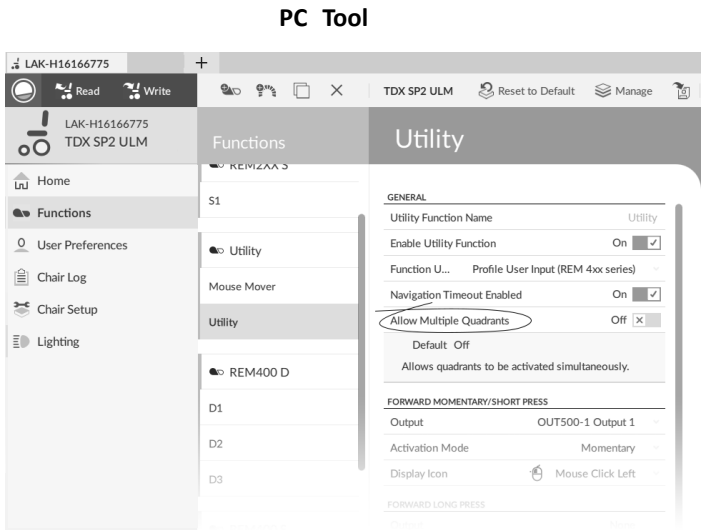 PC Tool
LAK-H16166775
+
Read
Write
TDX SP2 ULM
Reset to Default
Manage
LAK-H16166775
TDX SP2 ULM
Home
Functions
User Preferences
Chair Log
Chair Setup
Lighting
Functions
REM2XX S
S1
Utility
Mouse Mover
Utility
REM400 D
D1
D2
D3
Utility
GENERAL
Utility Function Name Utility
Enable Utility Function On
Function U... Profile User Input (REM 4xx series)
Navigation Timeout Enabled On
Allow Multiple Quadrants Off
Default Off
Allows quadrants to be activated simultaneously.
FORWARD MOMENTARY/SHORT PRESS
Output OUT500-1 Output 1
Activation Mode Momentary
Display Icon Mouse Click Left
FORWARD LONG PRESS